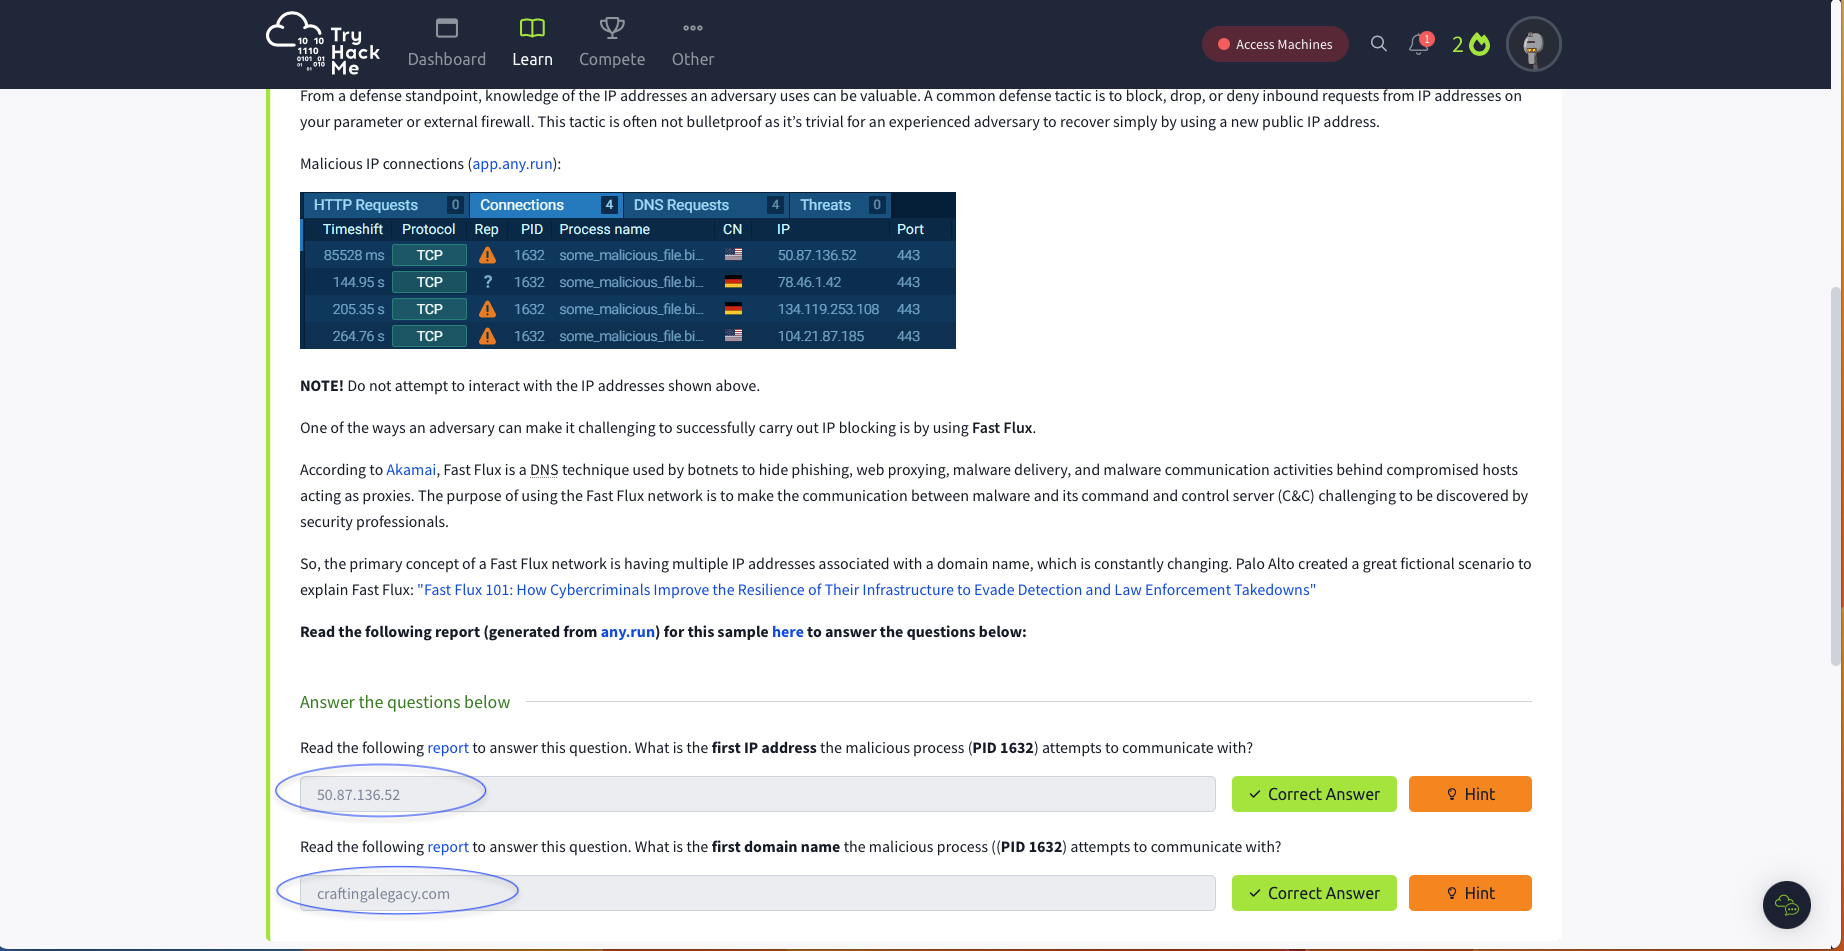 Try
Hack
Me
10 10
1110
0101 01
01 010
01
Dashboard
Learn
Compete
Other
Access Machines
1
2
From a defense standpoint, knowledge of the IP addresses an adversary uses can be valuable. A common defense tactic is to block, drop, or deny inbound requests from IP addresses on
your parameter or external firewall. This tactic is often not bulletproof as it’s trivial for an experienced adversary to recover simply by using a new public IP address.
Malicious IP connections (app.any.run):
HTTP Requests 0 Connections 4 DNS Requests 4 Threats 0
Timeshift Protocol Rep PID Process name CN IP Port
85528 ms TCP 1632 some_malicious_file.bi... 50.87.136.52 443
144.95 s TCP ? 1632 some_malicious_file.bi... 78.46.1.42 443
205.35 s TCP 1632 some_malicious_file.bi... 134.119.253.108 443
264.76 s TCP 1632 some_malicious_file.bi... 104.21.87.185 443
NOTE! Do not attempt to interact with the IP addresses shown above.
One of the ways an adversary can make it challenging to successfully carry out IP blocking is by using Fast Flux.
According to Akamai, Fast Flux is a DNS technique used by botnets to hide phishing, web proxying, malware delivery, and malware communication activities behind compromised hosts
acting as proxies. The purpose of using the Fast Flux network is to make the communication between malware and its command and control server (C&C) challenging to be discovered by
security professionals.
So, the primary concept of a Fast Flux network is having multiple IP addresses associated with a domain name, which is constantly changing. Palo Alto created a great fictional scenario to
explain Fast Flux: "Fast Flux 101: How Cybercriminals Improve the Resilience of Their Infrastructure to Evade Detection and Law Enforcement Takedowns"
Read the following report (generated from any.run) for this sample here to answer the questions below:
Answer the questions below
Read the following report to answer this question. What is the first IP address the malicious process (PID 1632) attempts to communicate with?
50.87.136.52
Correct Answer
Hint
Read the following report to answer this question. What is the first domain name the malicious process ((PID 1632) attempts to communicate with?
craftingalegacy.com
Correct Answer
Hint